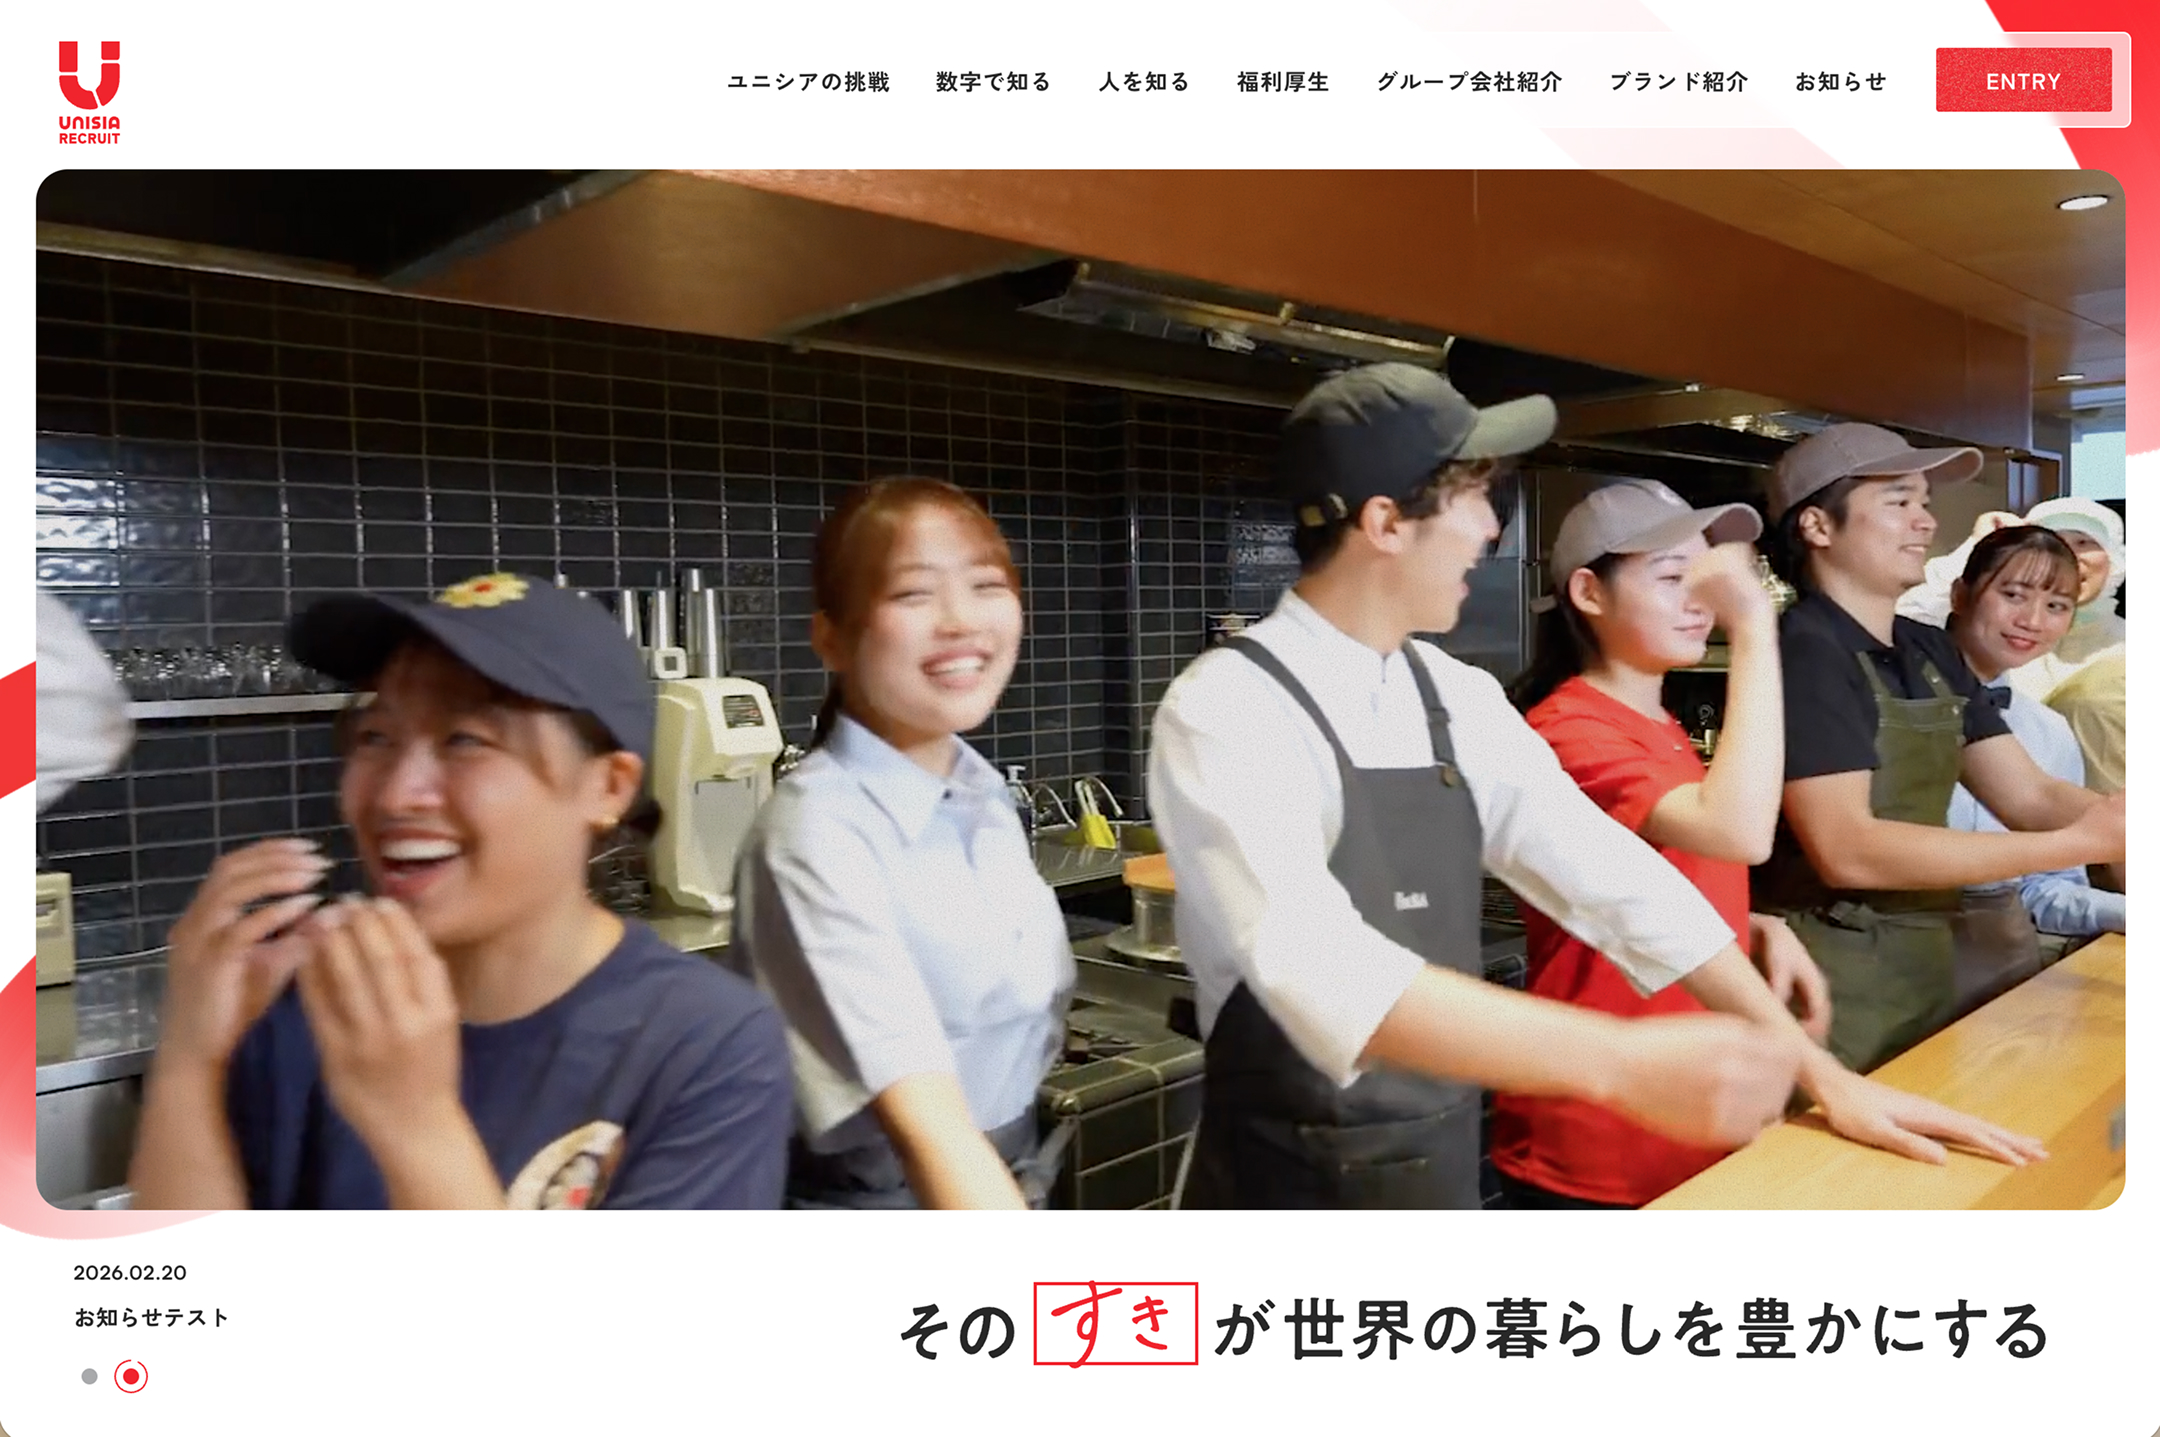 UNISIA
RECRUIT
ユニシアの挑戦 数字で知る 人を知る 福利厚生 グループ会社紹介 ブランド紹介 お知らせ ENTRY
2026.02.20
お知らせテスト
そのすきが世界の暮らしを豊かにする